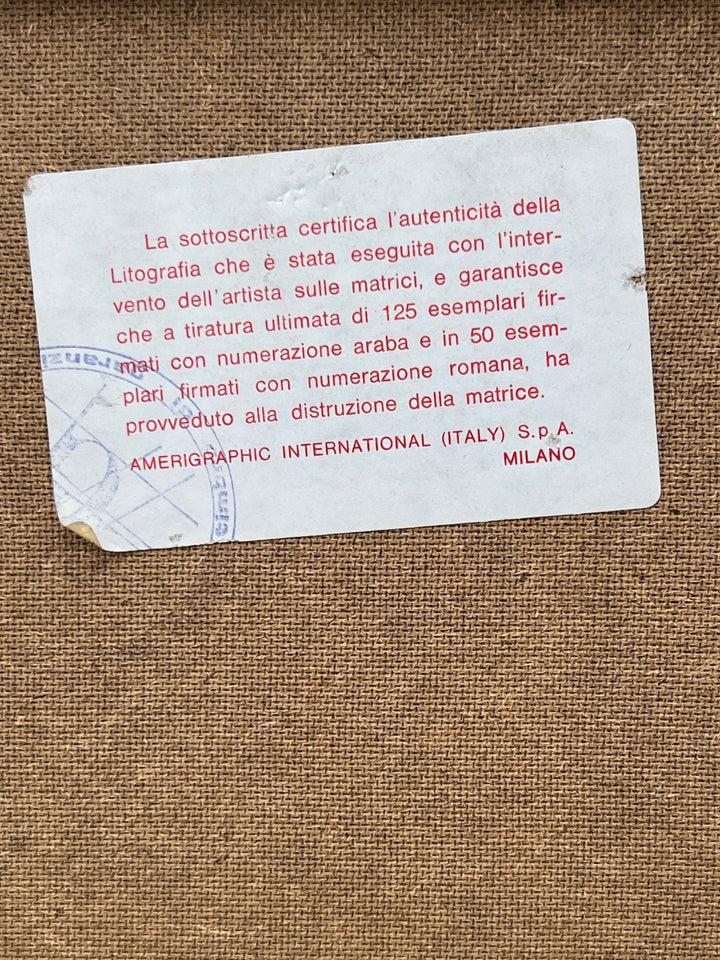 La sottoscritta certifica l'autenticità della
Litografia che è stata eseguita con l'inter-
vento dell'artista sulle matrici, e garantisce
che a tiratura ultimata di 125 esemplari fir-
mati con numerazione araba e in 50 esem-
plari firmati con numerazione romana, ha
provveduto alla distruzione della matrice.
AMERIGRAPHIC INTERNATIONAL (ITALY) S.p.A.
MILANO